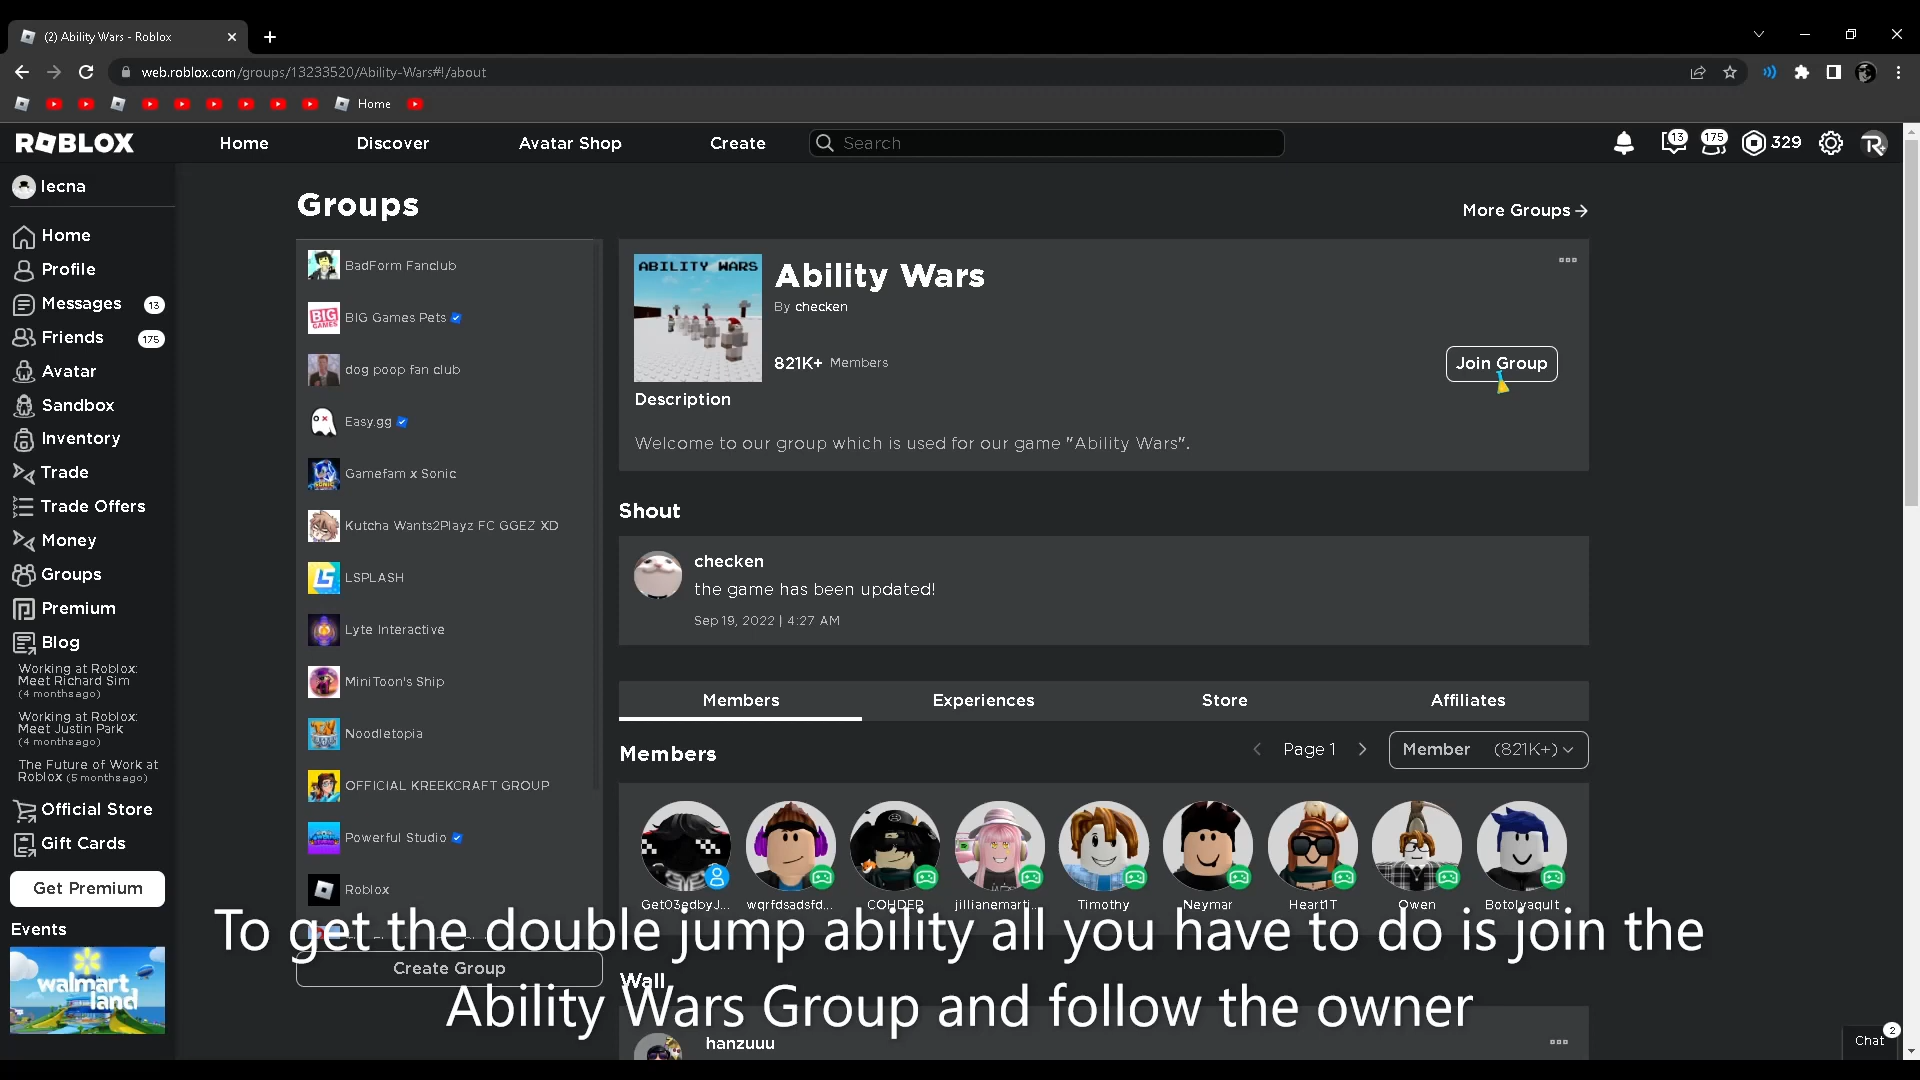 (2) Ability Wars - Roblox
web.roblox.com/groups/13233520/Ability-Wars#!/about
Home
ROBLOX
Home
Discover
Avatar Shop
Create
Search
13
175
329
lecna
Home
Profile
Messages 13
Friends 175
Avatar
Sandbox
Inventory
Trade
Trade Offers
Money
Groups
Premium
Blog
Working at Roblox:
Meet Richard Sim
(4 months ago)
Working at Roblox:
Meet Justin Park
(4 months ago)
The Future of Work at
Roblox (5 months ago)
Official Store
Gift Cards
Get Premium
Events
walmart
land
Groups
More Groups
BadForm Fanclub
BIG GAMES
BIG Games Pets
dog poop fan club
Easy.gg
Gamefam x Sonic
Kutcha Wants2Playz FC GGEZ XD
LSPLASH
Lyte Interactive
MiniToon's Ship
Noodletopia
OFFICIAL KREEKCRAFT GROUP
Powerful Studio
Roblox
Create Group
ABILITY WARS
Ability Wars
By checken
821K+ Members
Join Group
Description
Welcome to our group which is used for our game "Ability Wars".
Shout
checken
the game has been updated!
Sep 19, 2022 | 4:27 AM
Members
Experiences
Store
Affiliates
Members
Page 1
Member (821K+)
Get03edbyJ...
wqrfdsadsfd...
COHDEP
jillianemarti...
Timothy
Neymar
Heart1T
Owen
Botolvaqult
Wall
hanzuuu
Chat
2
To get the double jump ability all you have to do is join the
Ability Wars Group and follow the owner